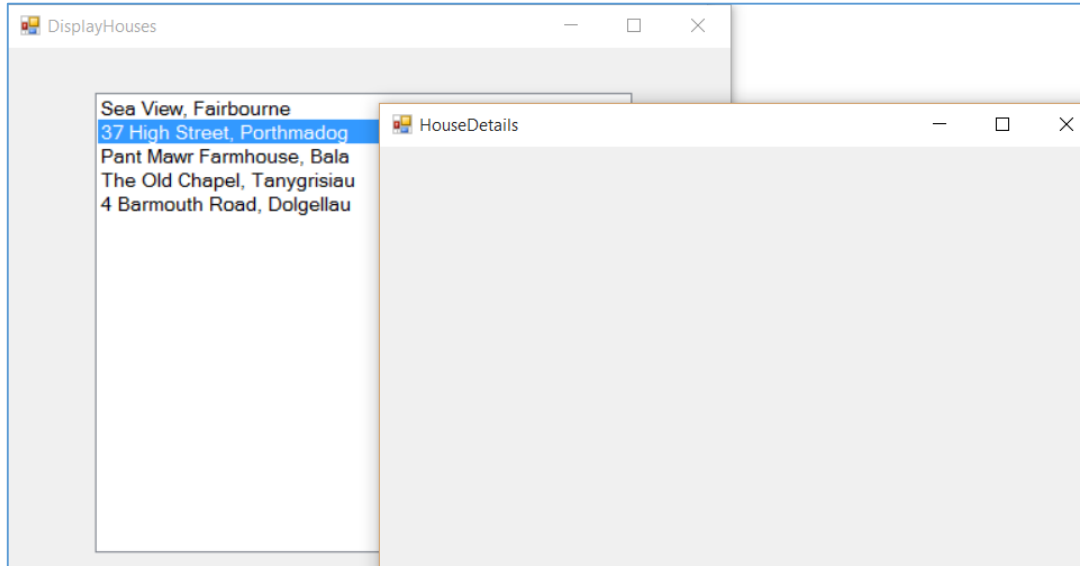 DisplayHouses
Sea View, Fairbourne
37 High Street, Porthmadog
Pant Mawr Farmhouse, Bala
The Old Chapel, Tanygrisiau
4 Barmouth Road, Dolgellau
HouseDetails